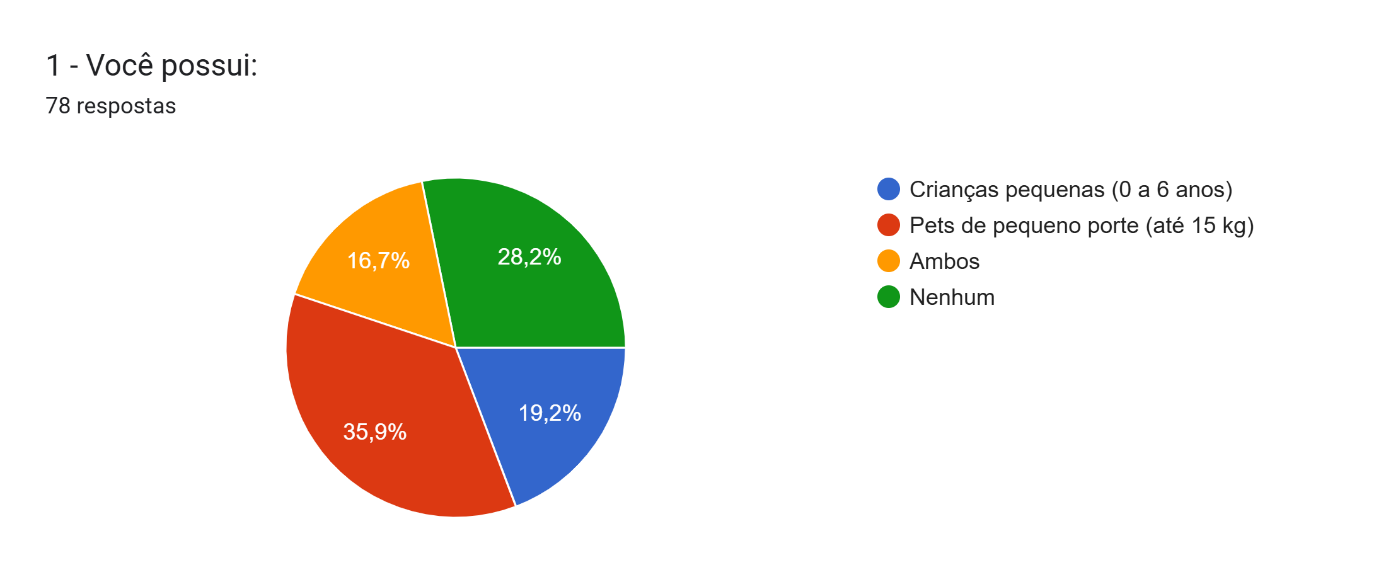 1 - Você possui:
78 respostas
Crianças pequenas (0 a 6 anos)
Pets de pequeno porte (até 15 kg)
Ambos
Nenhum
16,7%
28,2%
19,2%
35,9%